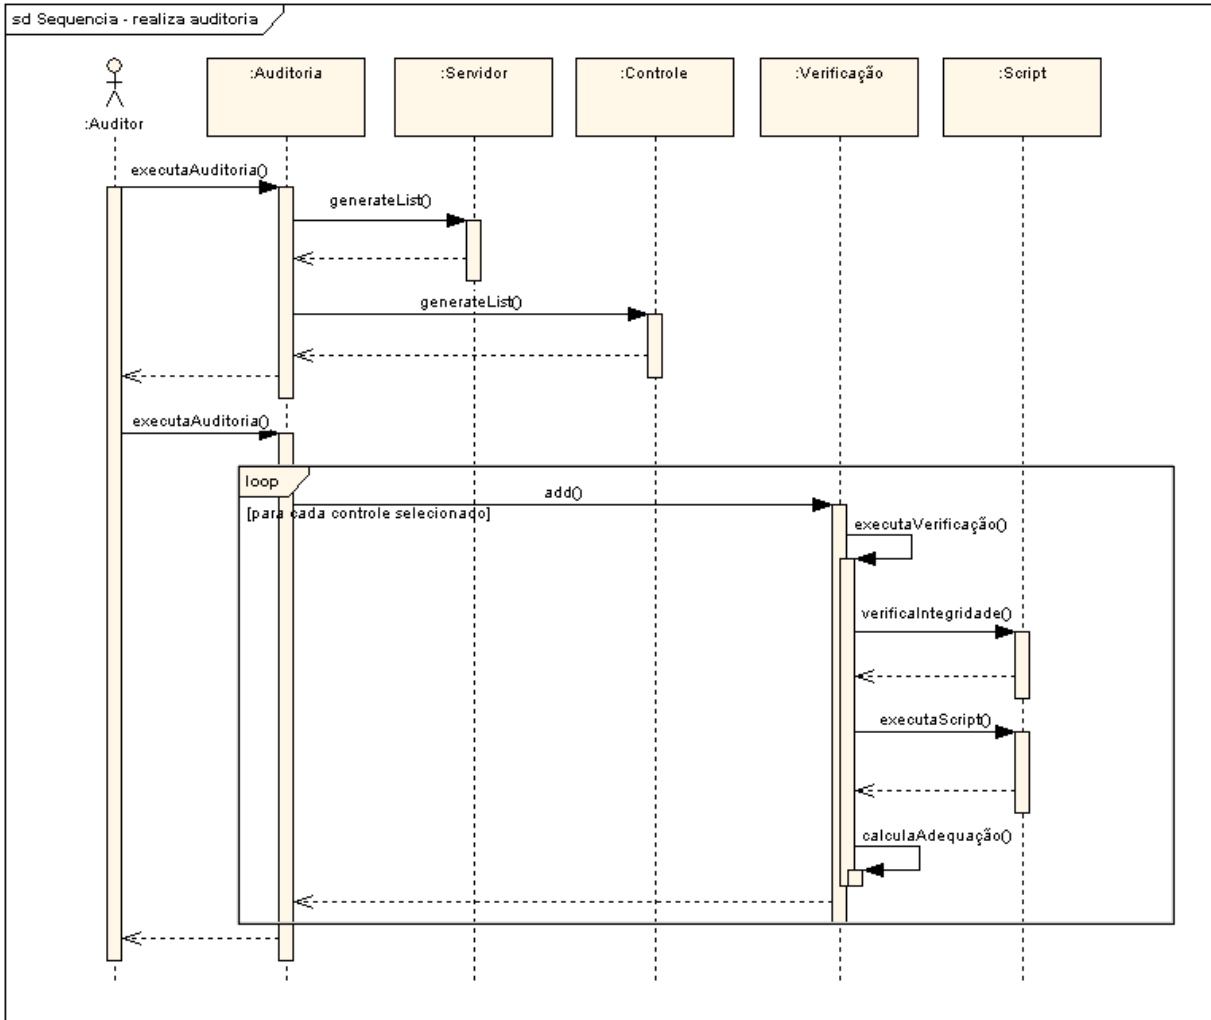 sd Sequencia - realiza auditoria
:Auditor
:Auditoria
:Servidor
:Controle
:Verificação
:Script
executaAuditoria()
generateList()
generateList()
executaAuditoria()
loop
add()
[para cada controle selecionado]
executaVerificação()
verificaIntegridade()
executaScript()
calculaAdequação()